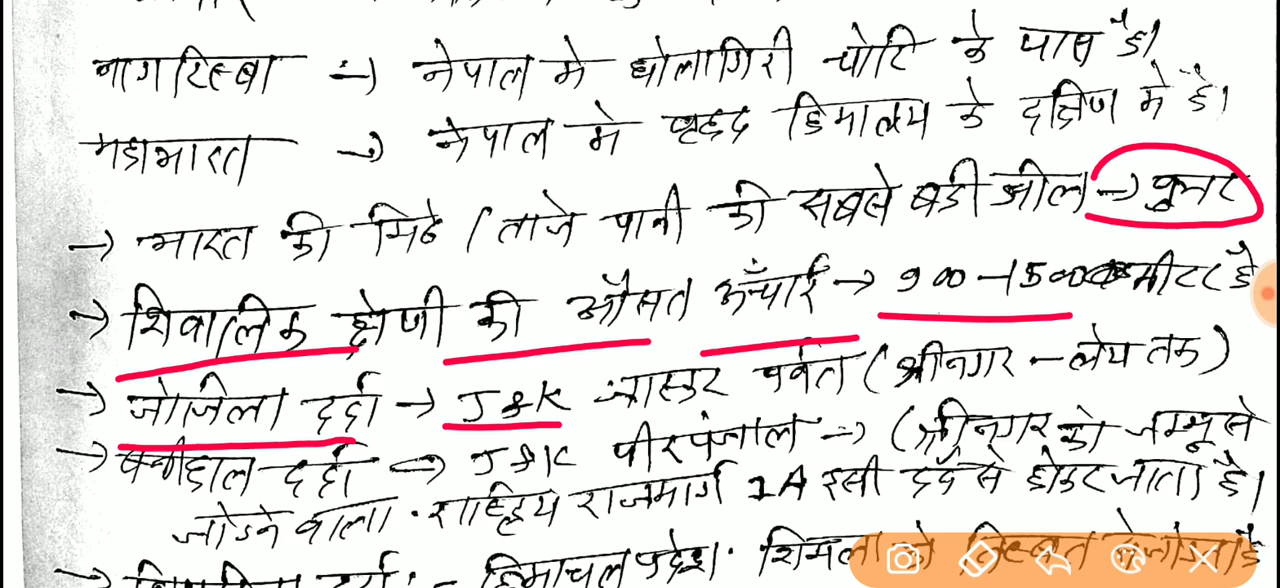 नागटिब्बा → नेपाल मे धोलागिरी चोटि के पास है।
महाभारत → नेपाल मे वृहद हिमालय के दक्षिण मे है।
→ भारत की मिठे / ताजे पानी की सबसे बडी झील → वुलर
→ शिवालिक श्रेणी की औसत ऊँचाई → 900 - 1500 मीटर है
→ जोजिला दर्दा → J & K जास्कर पर्वत (श्रीनगर - लेय तक)
→ बनीहाल दर्दा → J & K पीरपंजाल → (श्रीनगर को जम्मू से
जोडने वाला राष्ट्रिय राजमार्ग 1A इसी दर्दे से होकर जाता है।
हिमाचल प्रदेश शिमला को तिब्बत